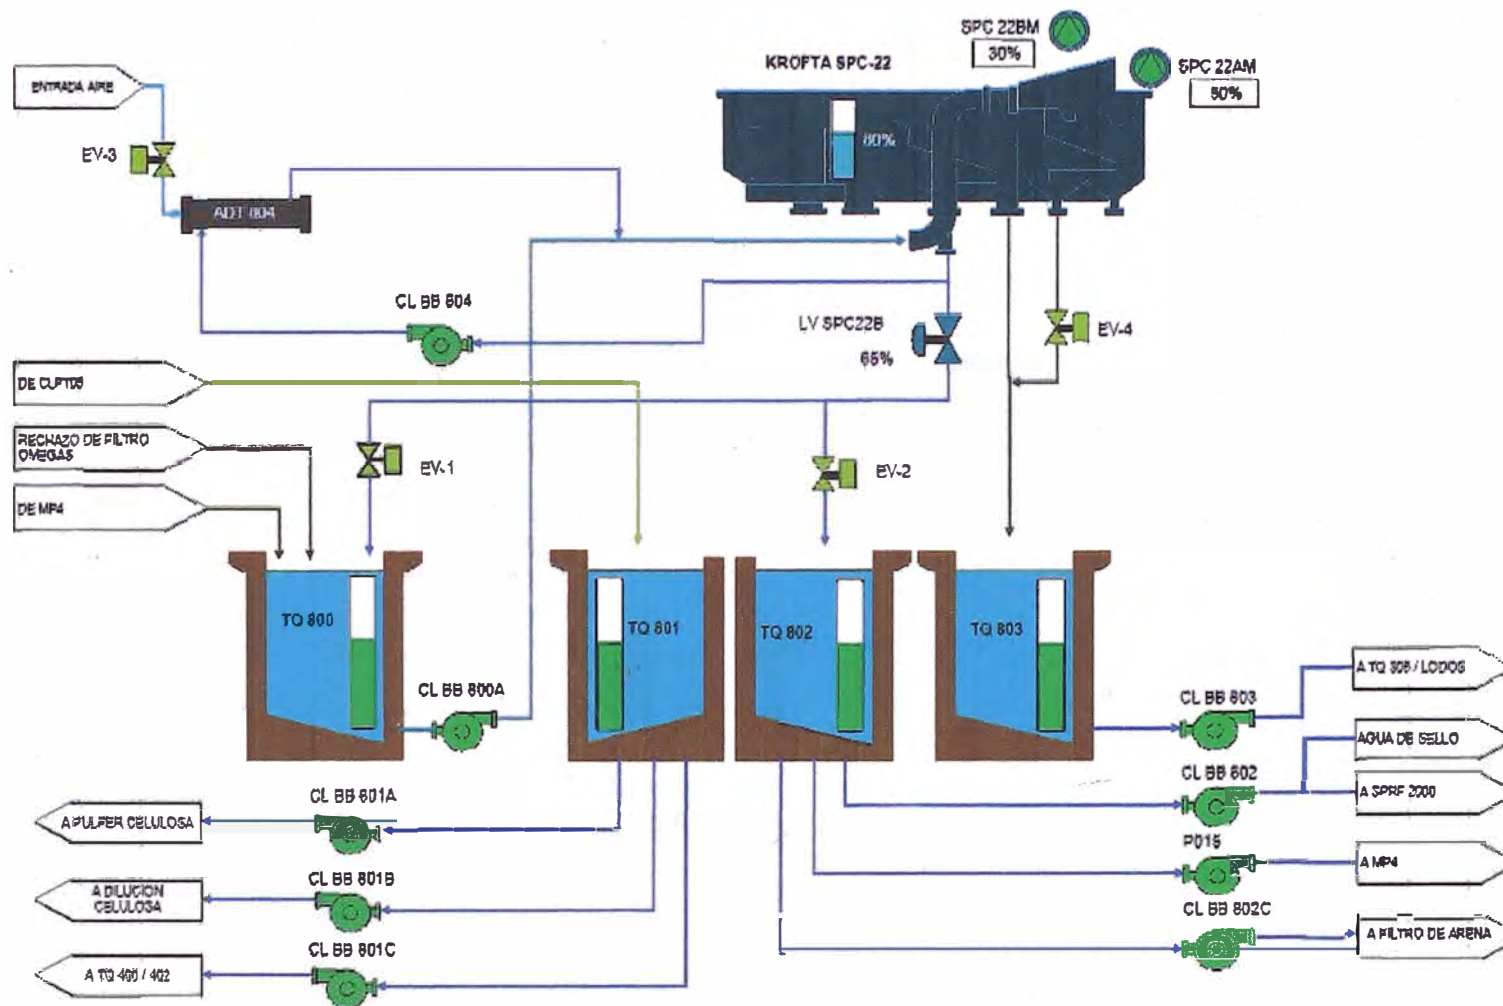 SPC 22BM
30%
KROFTA SPC-22
SPC 22AM
50%
ENTRADA AIRE
80%
EV-3
ADT 804
CL BB 804
LV SPC22B
EV-4
65%
RECHAZO DE FILTRO
OMEGAS
EV-1
EV-2
DE MP4
TQ 800
TQ 801
TQ 802
TQ 803
A TQ 305 / LODOS
CL BB 800A
CL BB 803
AGUA DE SELLO
CL BB 802
A SPRF 2000
CL BB 801A
A PULPER CELULOSA
P015
A MP4
CL BB 801B
A DILUCION
CELULOSA
CL BB 802C
A FILTRO DE ARENA
CL BB 801C
A TQ 400 / 402